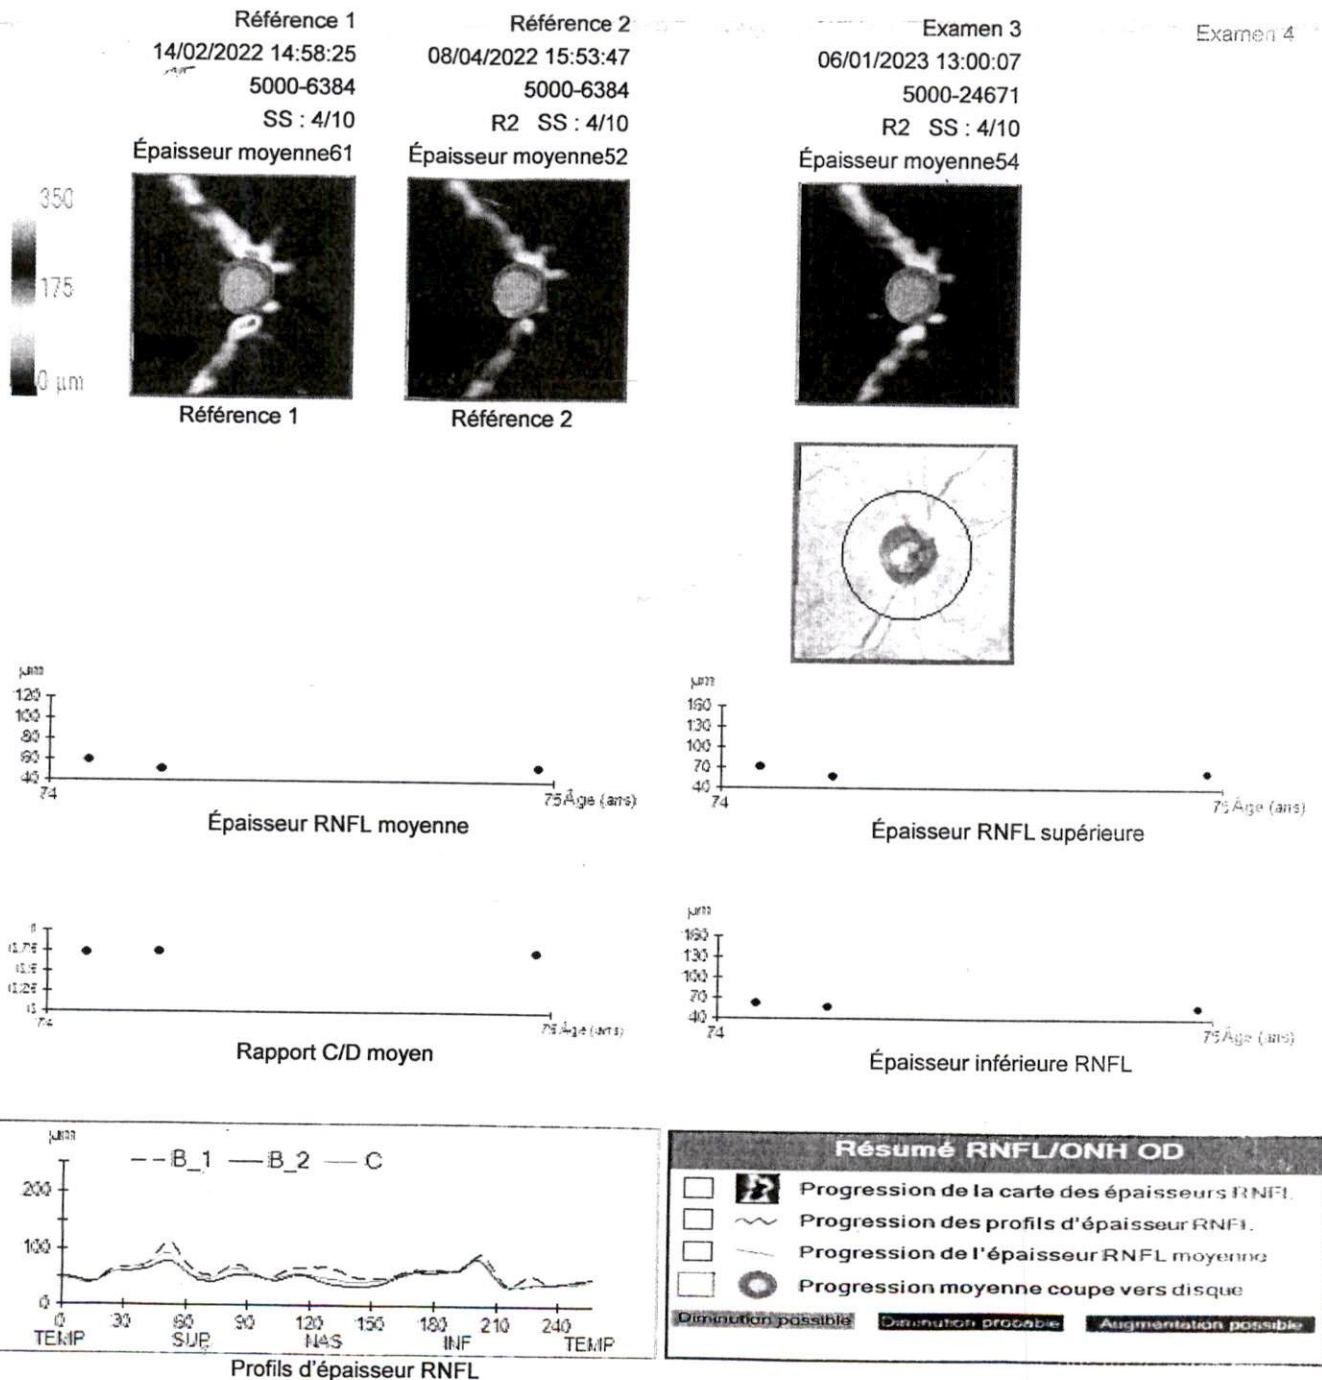 Référence 1
14/02/2022 14:58:25
5000-6384
SS : 4/10
Épaisseur moyenne61
Référence 2
08/04/2022 15:53:47
5000-6384
R2 SS : 4/10
Épaisseur moyenne52
Examen 3
06/01/2023 13:00:07
5000-24671
R2 SS : 4/10
Épaisseur moyenne54
Examen 4
350
175
0 µm
Référence 1
Référence 2
µm
120
100
80
60
40
74
75 Âge (ans)
Épaisseur RNFL moyenne
µm
160
130
100
70
40
74
75 Âge (ans)
Épaisseur RNFL supérieure
74
75 Âge (ans)
Rapport C/D moyen
µm
160
130
100
70
40
74
75 Âge (ans)
Épaisseur inférieure RNFL
µm
B_1 B_2 C
200
100
0
0 30 60 90 120 150 180 210 240
TEMP SUP NAS INF TEMP
Profils d'épaisseur RNFL
Résumé RNFL/ONH OD
Progression de la carte des épaisseurs RNFL
Progression des profils d'épaisseur RNFL
Progression de l'épaisseur RNFL moyenne
Progression moyenne coupe vers disque
Diminution possible Diminution probable Augmentation possible